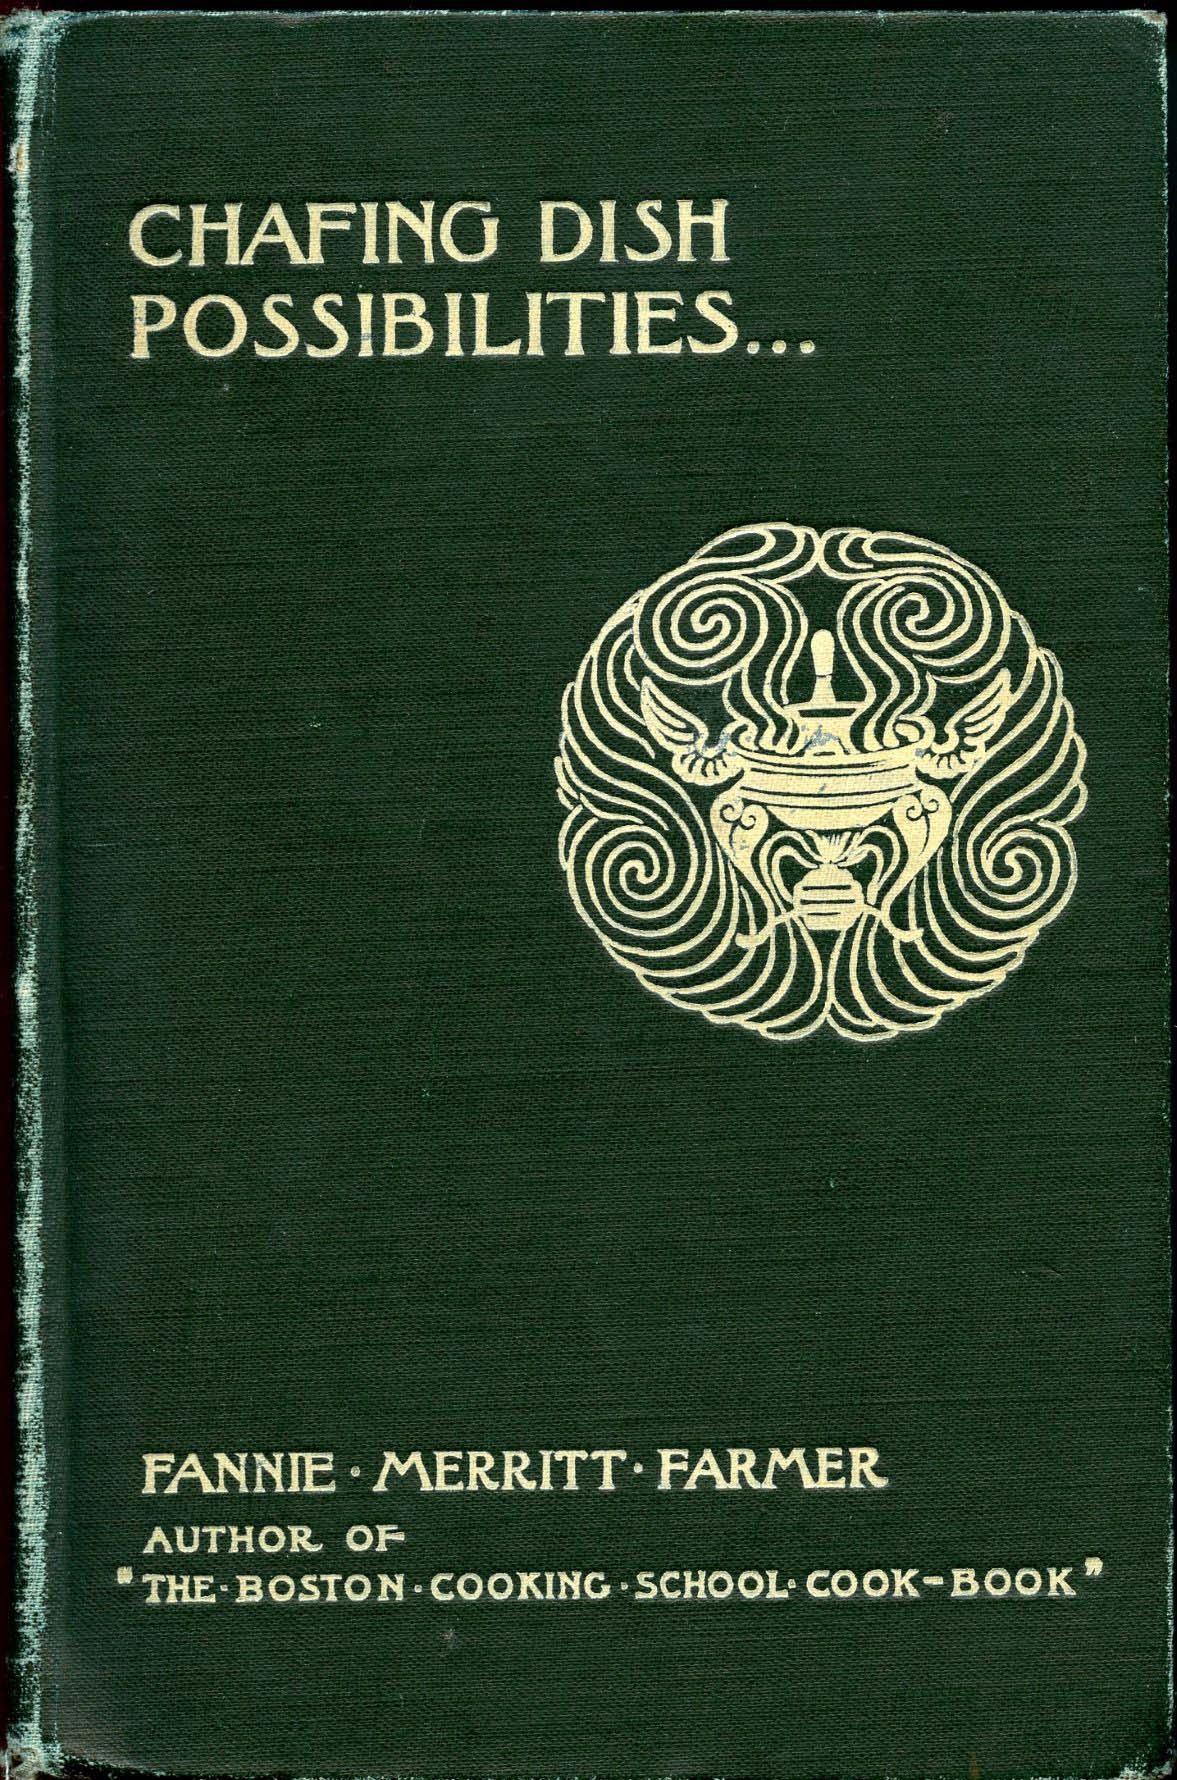 CHAFING DISH
POSSIBILITIES...
FANNIE · MERRITT · FARMER
AUTHOR OF
"THE · BOSTON · COOKING · SCHOOL · COOK-BOOK"